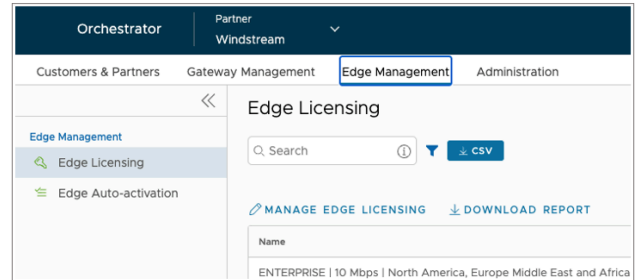 Orchestrator
Partner
Windstream
Customers & Partners Gateway Management Edge Management Administration
Edge Management
Edge Licensing
Edge Auto-activation
Edge Licensing
Search
CSV
MANAGE EDGE LICENSING DOWNLOAD REPORT
Name
ENTERPRISE | 10 Mbps | North America, Europe Middle East and Africa